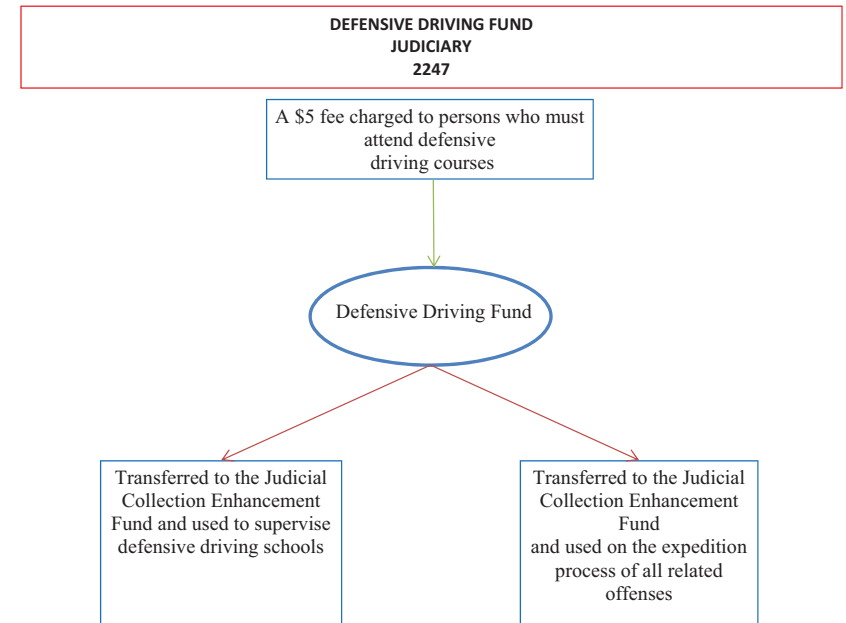 DEFENSIVE DRIVING FUND
JUDICIARY
2247
A $5 fee charged to persons who must
attend defensive
driving courses
Defensive Driving Fund
Transferred to the Judicial
Collection Enhancement
Fund and used to supervise
defensive driving schools
Transferred to the Judicial
Collection Enhancement
Fund
and used on the expedition
process of all related
offenses